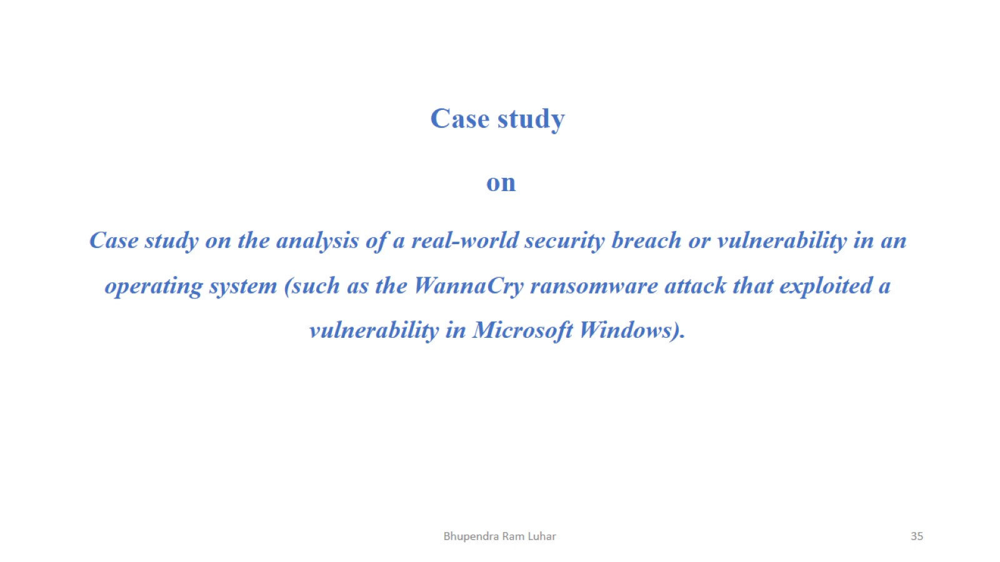 Case study
on
Case study on the analysis of a real-world security breach or vulnerability in an
operating system (such as the WannaCry ransomware attack that exploited a
vulnerability in Microsoft Windows).
Bhupendra Ram Luhar
35